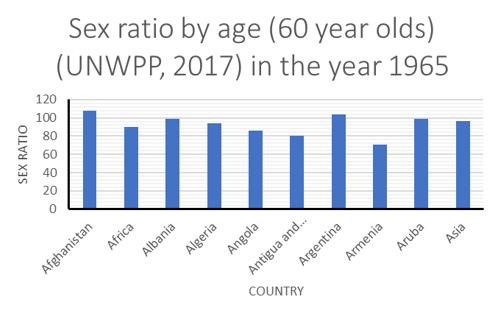 Sex ratio by age (60 year olds)
(UNWPP, 2017) in the year 1965
120
100
80
60
40
20
0
SEX RATIO
Afghanistan
Africa
Albania
Algeria
Angola
Antigua and...
Argentina
Armenia
Aruba
Asia
COUNTRY